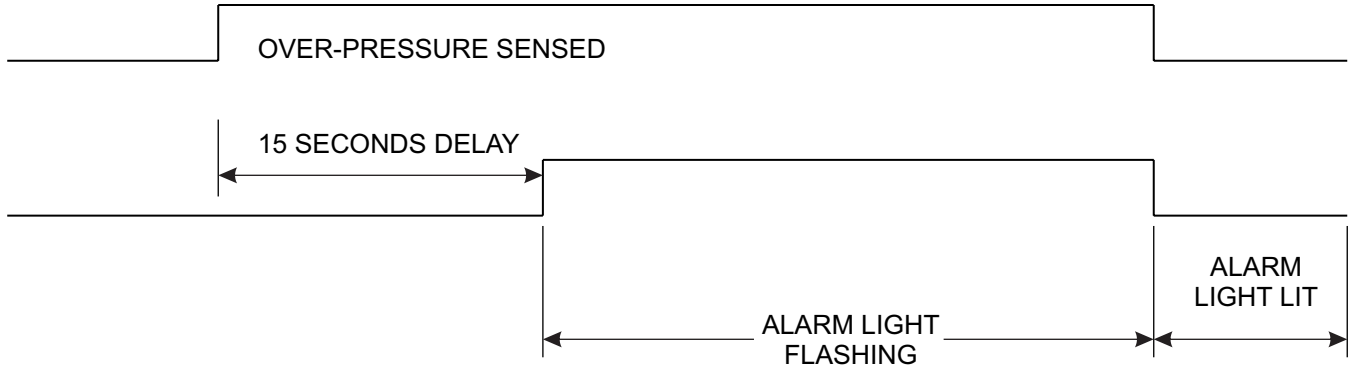 OVER-PRESSURE SENSED
15 SECONDS DELAY
ALARM
LIGHT LIT
ALARM LIGHT
FLASHING